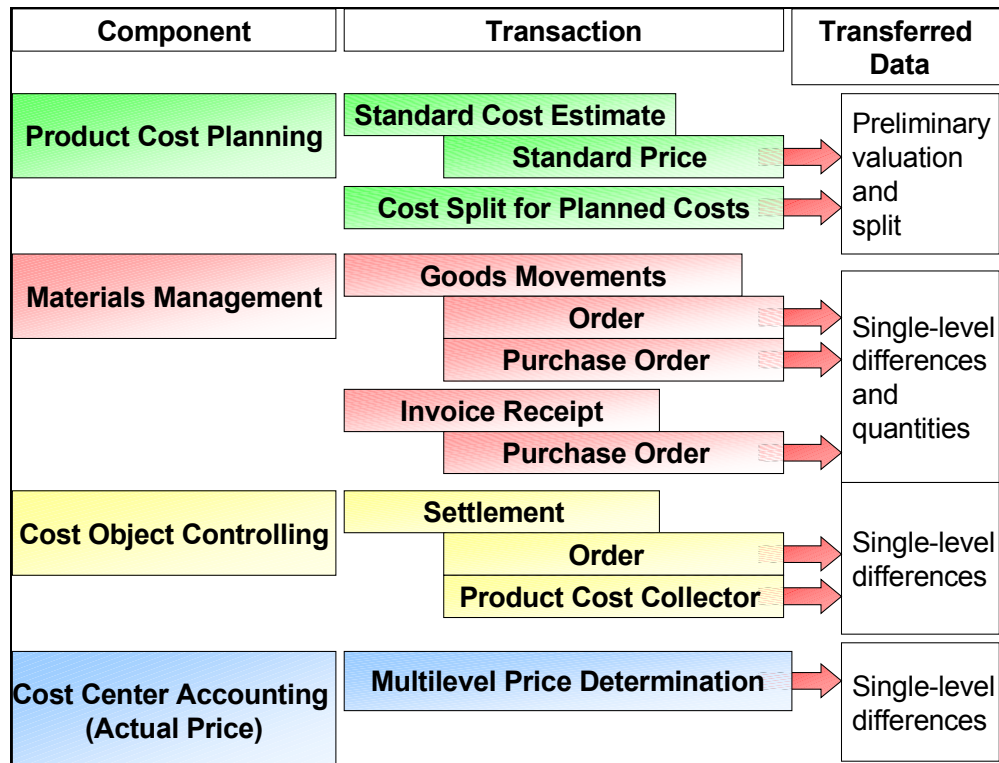 Component
Transaction
Transferred
Data
Product Cost Planning
Standard Cost Estimate
Standard Price
Cost Split for Planned Costs
Preliminary
valuation
and
split
Materials Management
Goods Movements
Order
Purchase Order
Invoice Receipt
Purchase Order
Single-level
differences
and
quantities
Cost Object Controlling
Settlement
Order
Product Cost Collector
Single-level
differences
Cost Center Accounting
(Actual Price)
Multilevel Price Determination
Single-level
differences